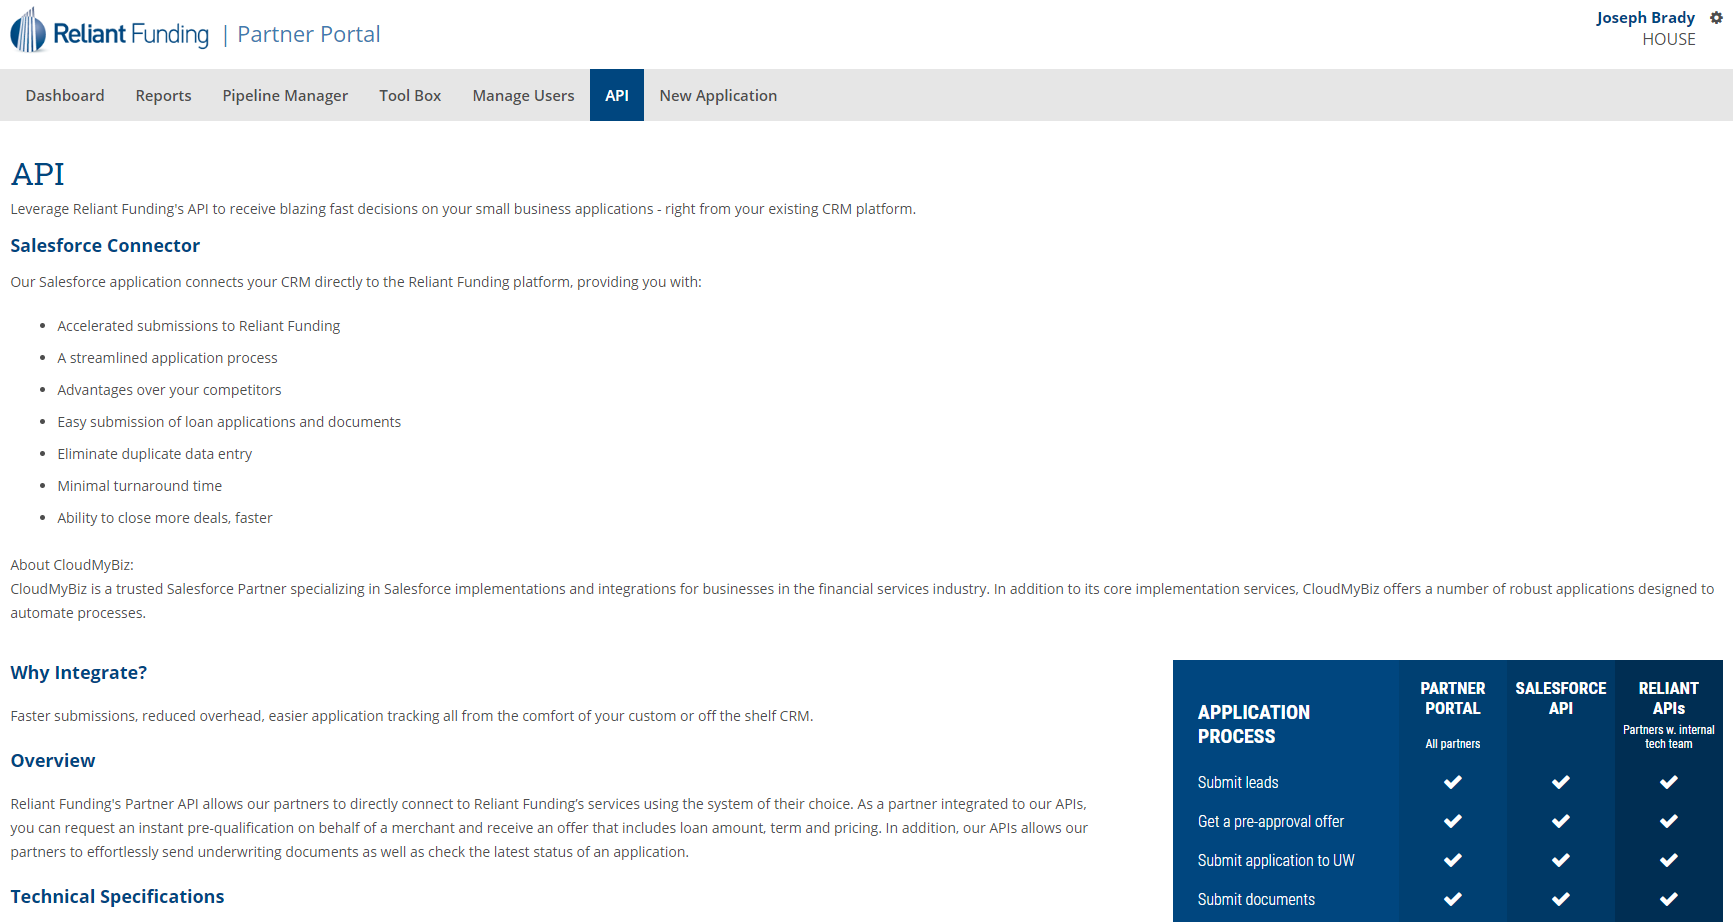 Reliant Funding | Partner Portal
Joseph Brady
HOUSE
Dashboard Reports Pipeline Manager Tool Box Manage Users API New Application
API
Leverage Reliant Funding's API to receive blazing fast decisions on your small business applications - right from your existing CRM platform.
Salesforce Connector
Our Salesforce application connects your CRM directly to the Reliant Funding platform, providing you with:
• Accelerated submissions to Reliant Funding
• A streamlined application process
• Advantages over your competitors
• Easy submission of loan applications and documents
• Eliminate duplicate data entry
• Minimal turnaround time
• Ability to close more deals, faster
About CloudMyBiz:
CloudMyBiz is a trusted Salesforce Partner specializing in Salesforce implementations and integrations for businesses in the financial services industry. In addition to its core implementation services, CloudMyBiz offers a number of robust applications designed to
automate processes.
Why Integrate?
Faster submissions, reduced overhead, easier application tracking all from the comfort of your custom or off the shelf CRM.
Overview
Reliant Funding's Partner API allows our partners to directly connect to Reliant Funding’s services using the system of their choice. As a partner integrated to our APIs,
you can request an instant pre-qualification on behalf of a merchant and receive an offer that includes loan amount, term and pricing. In addition, our APIs allows our
partners to effortlessly send underwriting documents as well as check the latest status of an application.
Technical Specifications
APPLICATION
PROCESS
PARTNER
PORTAL
All partners
SALESFORCE
API
RELIANT
APIs
Partners w. internal
tech team
Submit leads ✔ ✔ ✔
Get a pre-approval offer ✔ ✔ ✔
Submit application to UW ✔ ✔ ✔
Submit documents ✔ ✔ ✔